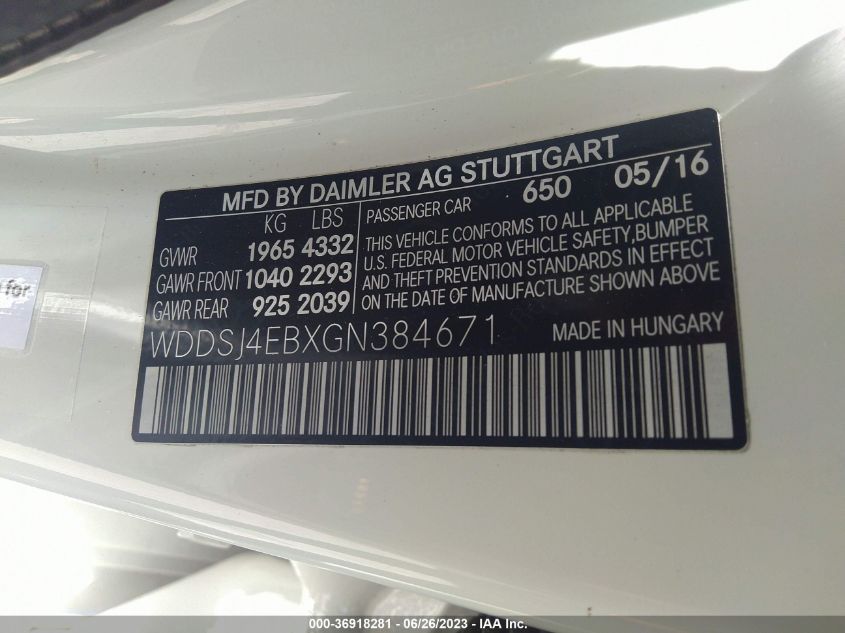 for
MFD BY DAIMLER AG STUTTGART
KG LBS
GVWR 1965 4332
GAWR FRONT 1040 2293
GAWR REAR 925 2039
PASSENGER CAR 650 05/16
THIS VEHICLE CONFORMS TO ALL APPLICABLE
U.S. FEDERAL MOTOR VEHICLE SAFETY,BUMPER
AND THEFT PREVENTION STANDARDS IN EFFECT
ON THE DATE OF MANUFACTURE SHOWN ABOVE
WDDSJ4EBXGN384671
MADE IN HUNGARY
000-36918281 - 06/26/2023 - IAA Inc.